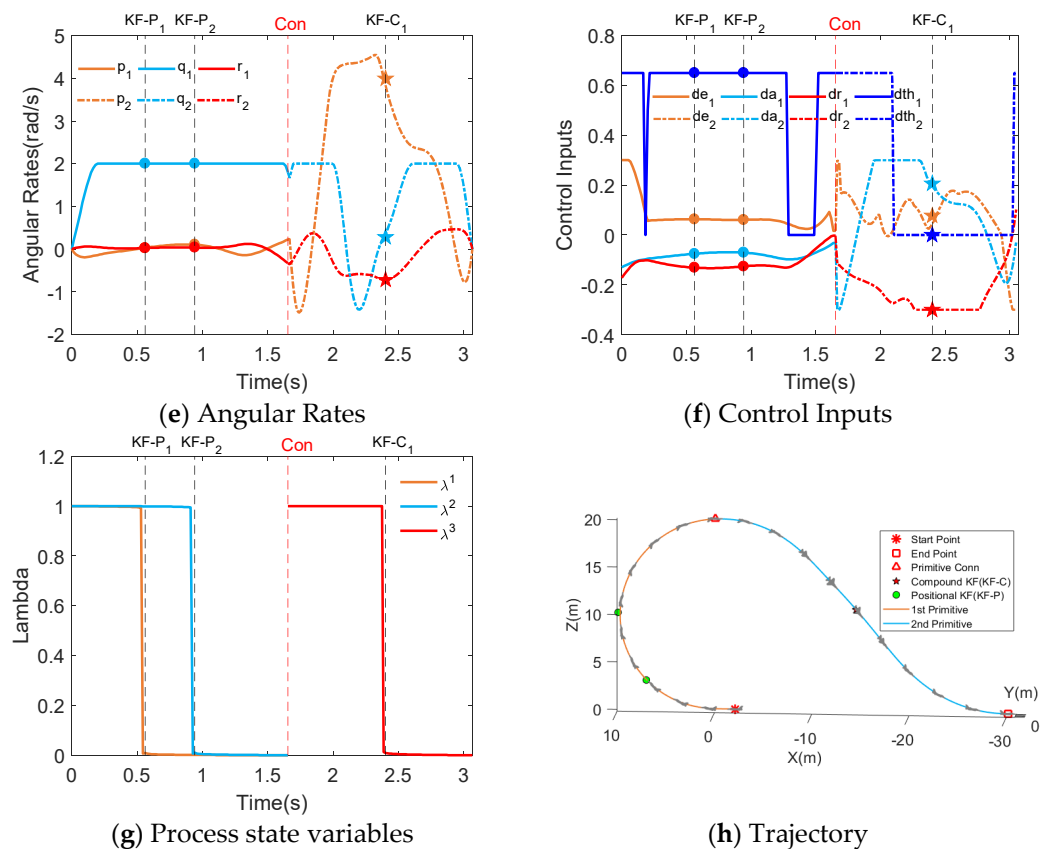 KF-P1 KF-P2 Con KF-C1
5
4
3
2
1
0
-1
-2
Angular Rates(rad/s)
p1 q1 r1
p2 q2 r2
0 0.5 1 1.5 2 2.5 3
Time(s)
(e) Angular Rates
KF-P1 KF-P2 Con KF-C1
0.8
0.6
0.4
0.2
0
-0.2
-0.4
Control Inputs
de1 da1 dr1 dth1
de2 da2 dr2 dth2
0 0.5 1 1.5 2 2.5 3
Time(s)
(f) Control Inputs
KF-P1 KF-P2 Con KF-C1
1.2
1
0.8
0.6
0.4
0.2
0
Lambda
λ1
λ2
λ3
0 0.5 1 1.5 2 2.5 3
Time(s)
(g) Process state variables
20
15
10
5
0
Z(m)
Start Point
End Point
Primitive Conn
Compound KF(KF-C)
Positional KF(KF-P)
1st Primitive
2nd Primitive
Y(m)
0
10 0 -10 -20 -30
X(m)
(h) Trajectory